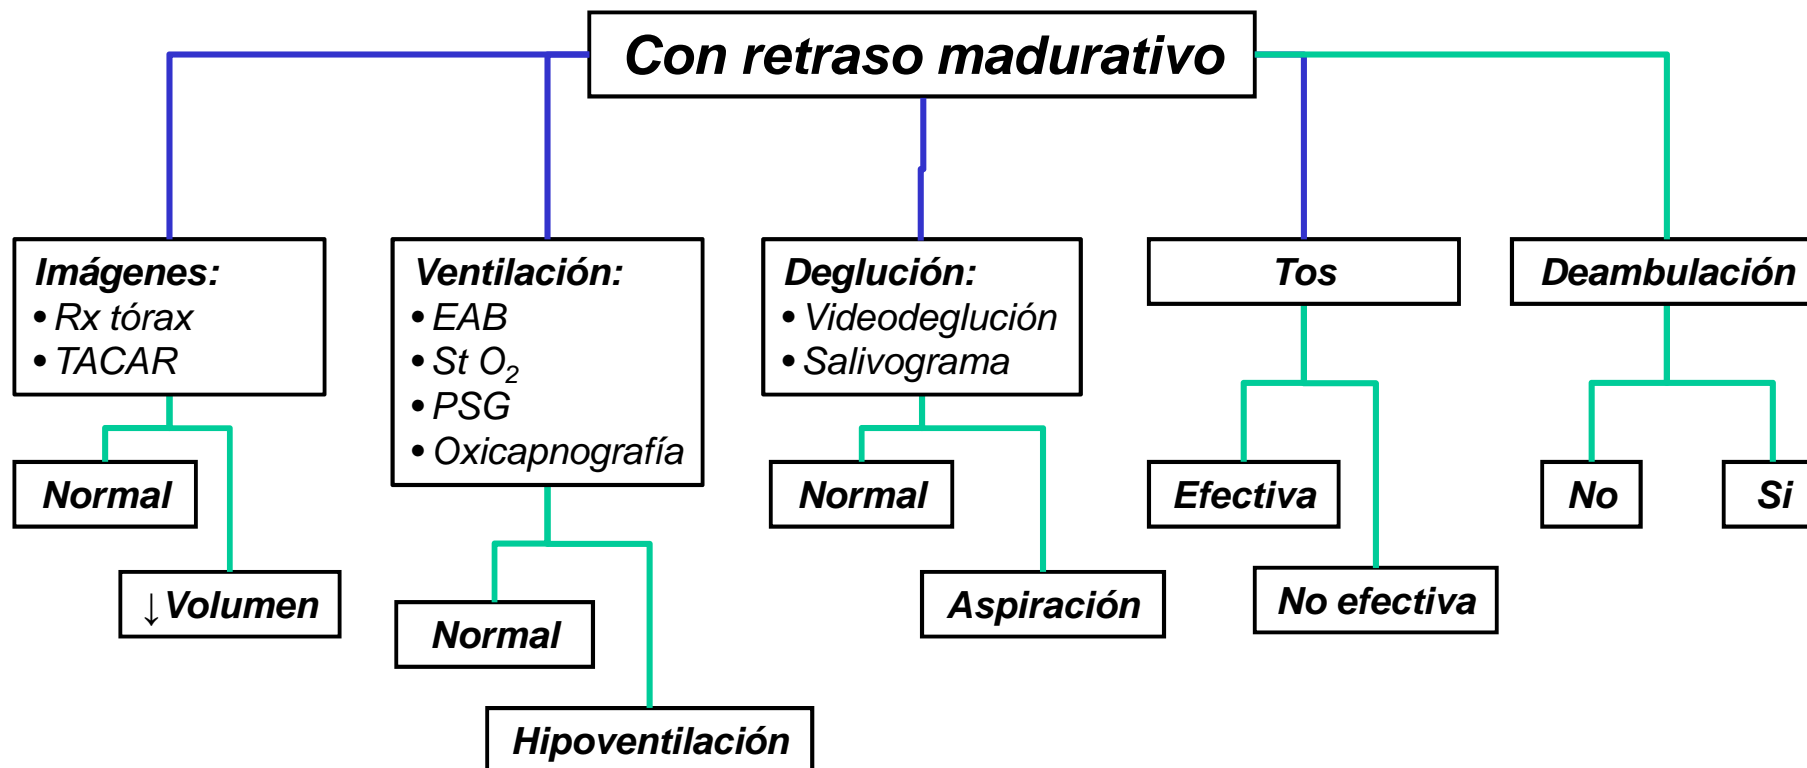 Con retraso madurativo
Imágenes:
• Rx tórax
• TACAR
Normal
↓Volumen
Ventilación:
• EAB
• St O₂
• PSG
• Oxicapnografía
Normal
Hipoventilación
Deglución:
• Videodeglución
• Salivograma
Normal
Aspiración
Tos
Efectiva
No efectiva
Deambulación
No
Si